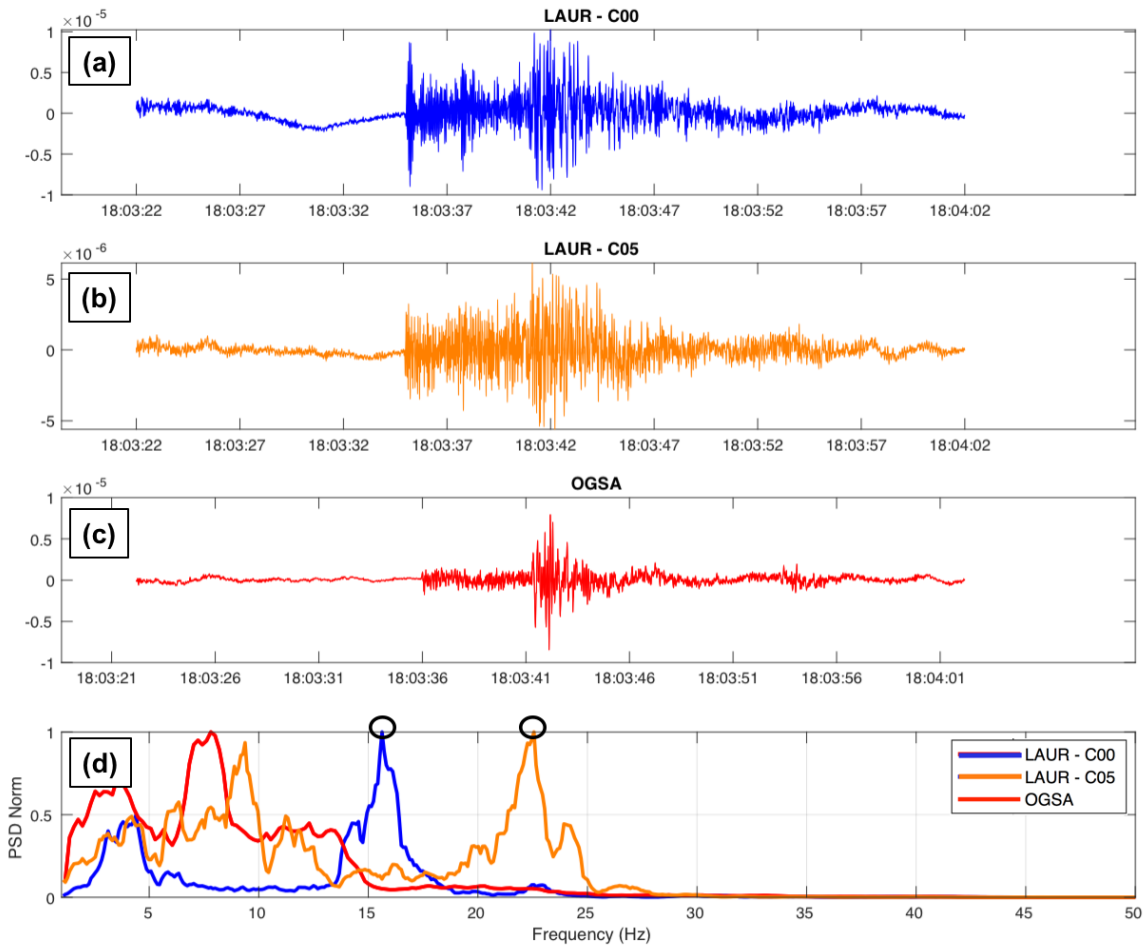 LAUR - C00
× 10 -5
(a)
1
0.5
0
-0.5
-1
18:03:22 18:03:27 18:03:32 18:03:37 18:03:42 18:03:47 18:03:52 18:03:57 18:04:02
LAUR - C05
× 10 -6
(b)
5
0
-5
18:03:22 18:03:27 18:03:32 18:03:37 18:03:42 18:03:47 18:03:52 18:03:57 18:04:02
OGSA
× 10 -5
(c)
1
0.5
0
-0.5
-1
18:03:21 18:03:26 18:03:31 18:03:36 18:03:41 18:03:46 18:03:51 18:03:56 18:04:01
(d)
PSD Norm
1
0.5
0
LAUR - C00
LAUR - C05
OGSA
5 10 15 20 25 30 35 40 45 50
Frequency (Hz)